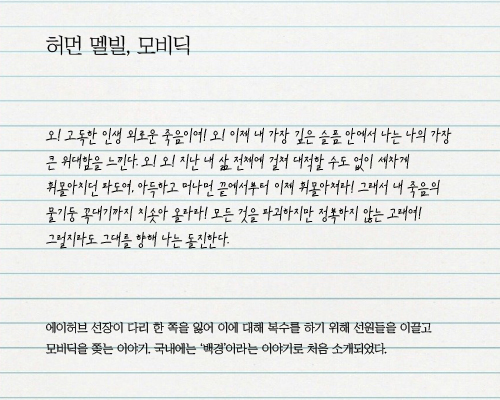 허먼 멜빌, 모비딕
오! 고독한 인생 외로운 죽음이여! 오! 이제 내 가장 깊은 슬픔 안에서 나는 나의 가장
큰 위대함을 느낀다. 오! 오! 지난 내 삶 전체에 걸쳐 대적할 수도 없이 세차게
휘몰아치던 파도여, 아득하고 머나먼 끝에서부터 이제 휘몰아쳐라! 그래서 내 죽음의
물기둥 꼭대기까지 치솟아 올라라! 모든 것을 파괴하지만 정복하지 않는 고래여!
그럴지라도 그대를 향해 나는 돌진한다.
에이허브 선장이 다리 한 쪽을 잃어 이에 대해 복수를 하기 위해 선원들을 이끌고
모비딕을 쫓는 이야기. 국내에는 ‘백경’이라는 이야기로 처음 소개되었다.